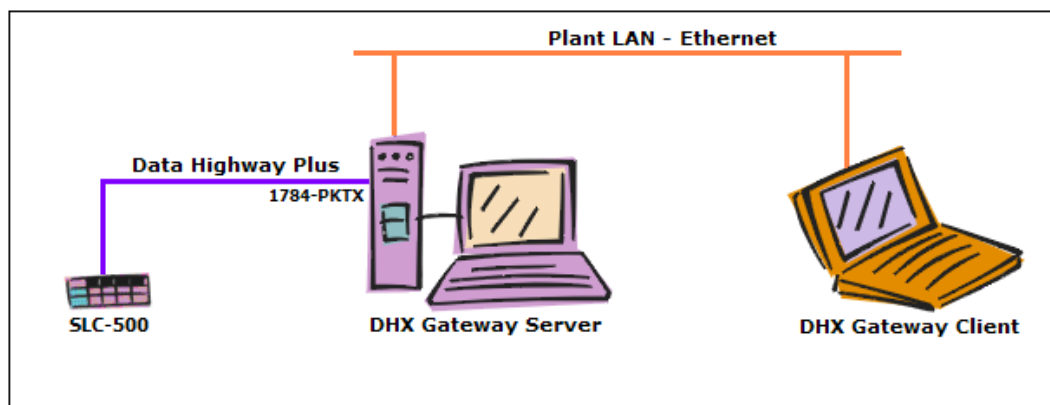 Plant LAN - Ethernet
Data Highway Plus
1784-PKTX
SLC-500
DHX Gateway Server
DHX Gateway Client